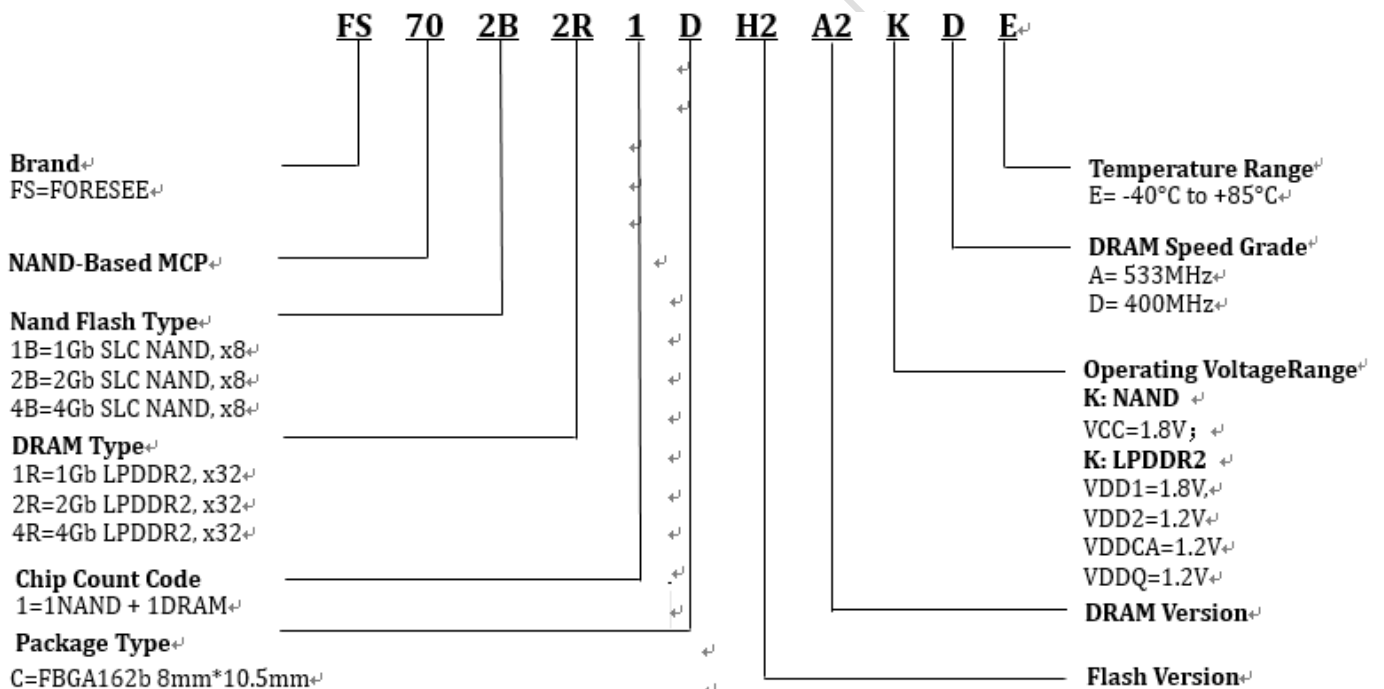 FS 70 2B 2R 1 D H2 A2 K D E
Brand
FS=FORESEE
NAND-Based MCP
Nand Flash Type
1B=1Gb SLC NAND, x8
2B=2Gb SLC NAND, x8
4B=4Gb SLC NAND, x8
DRAM Type
1R=1Gb LPDDR2, x32
2R=2Gb LPDDR2, x32
4R=4Gb LPDDR2, x32
Chip Count Code
1=1NAND + 1DRAM
Package Type
C=FBGA162b 8mm*10.5mm
Temperature Range
E= -40°C to +85°C
DRAM Speed Grade
A= 533MHz
D= 400MHz
Operating VoltageRange
K: NAND
VCC=1.8V；
K: LPDDR2
VDD1=1.8V,
VDD2=1.2V
VDDCA=1.2V
VDDQ=1.2V
DRAM Version
Flash Version